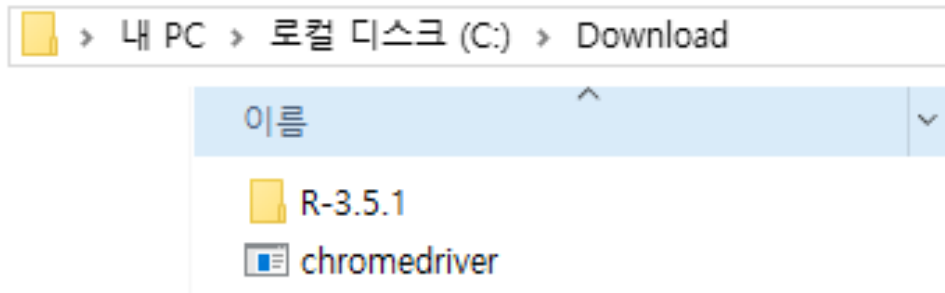 내 PC > 로컬 디스크 (C:) > Download
이름
R-3.5.1
chromedriver